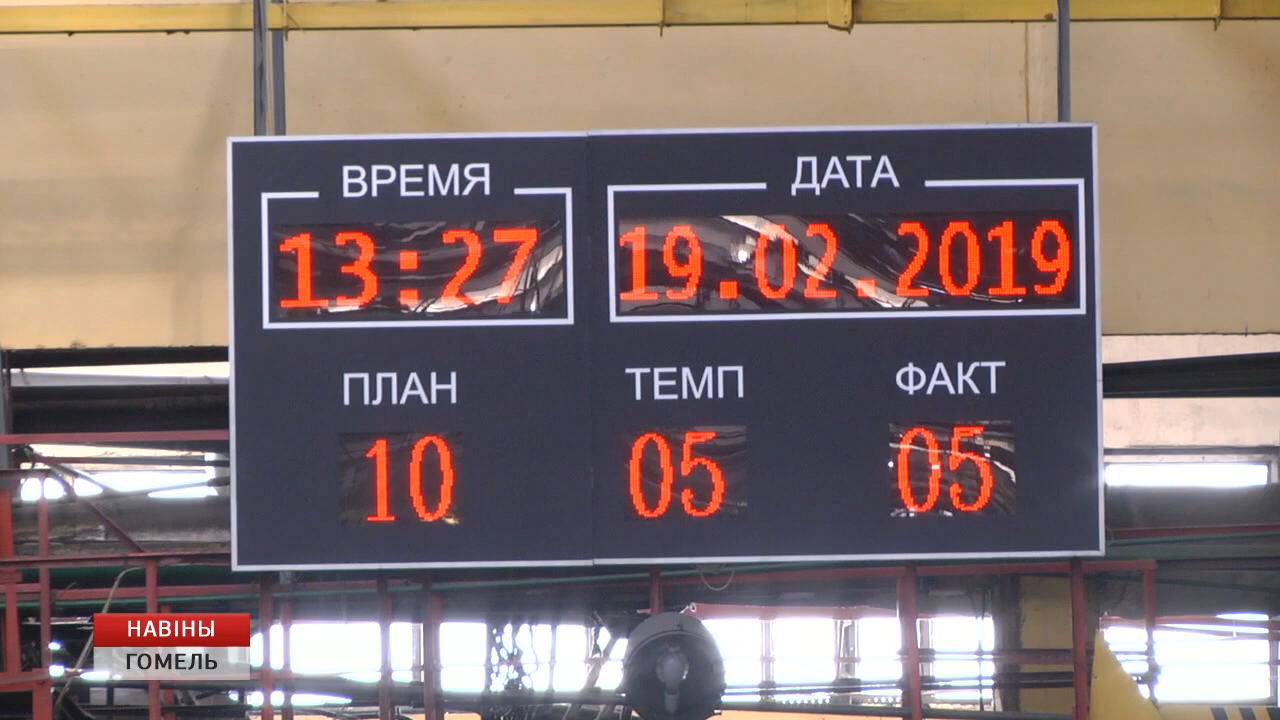 ВРЕМЯ ДАТА
13:27 19.02.2019
ПЛАН ТЕМП ФАКТ
10 05 05
НАВІНЫ
ГОМЕЛЬ